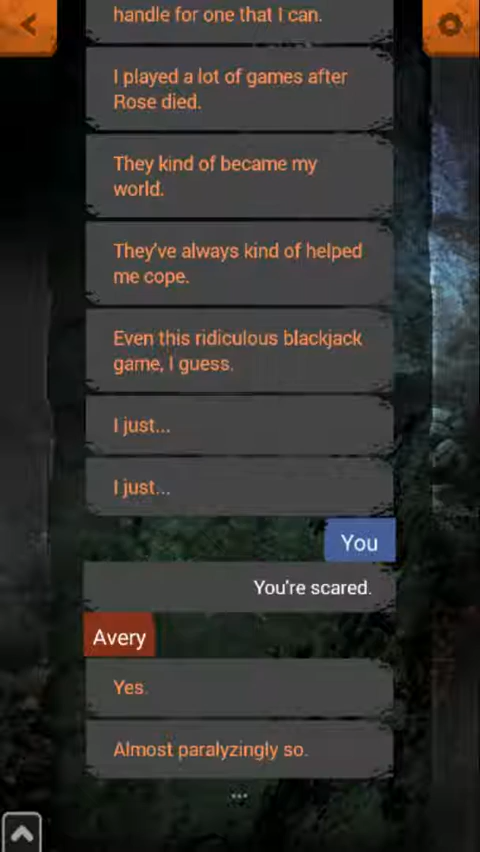 handle for one that I can.
I played a lot of games after
Rose died.
They kind of became my
world.
They've always kind of helped
me cope.
Even this ridiculous blackjack
game, I guess.
I just...
I just...
You
You're scared.
Avery
Yes.
Almost paralyzingly so.
...